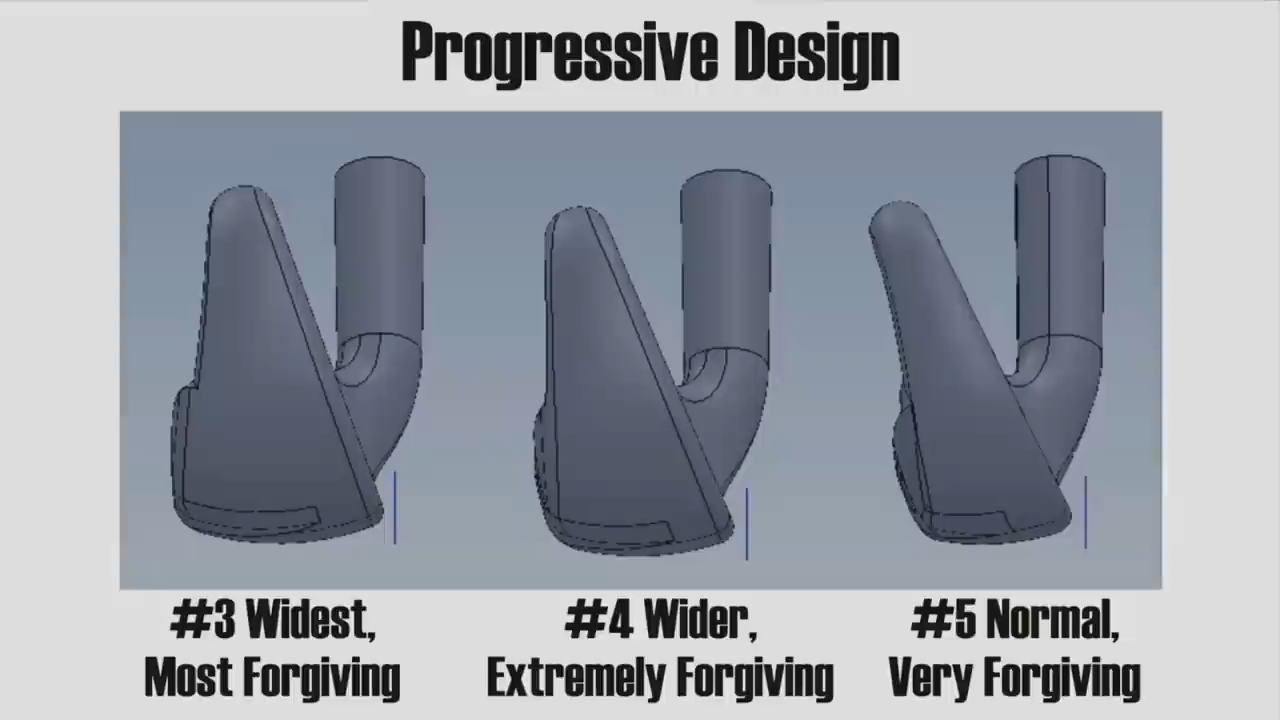 Progressive Design
#3 Widest,
Most Forgiving
#4 Wider,
Extremely Forgiving
#5 Normal,
Very Forgiving